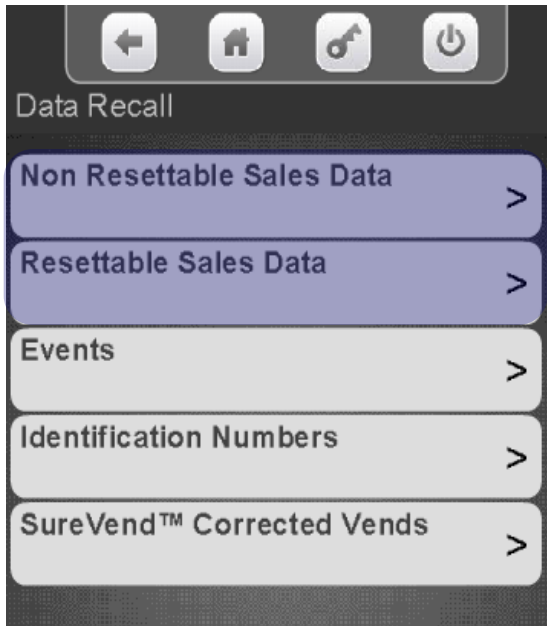 Data Recall
Non Resettable Sales Data
>
Resettable Sales Data
>
Events
>
Identification Numbers
>
SureVend™ Corrected Vends
>